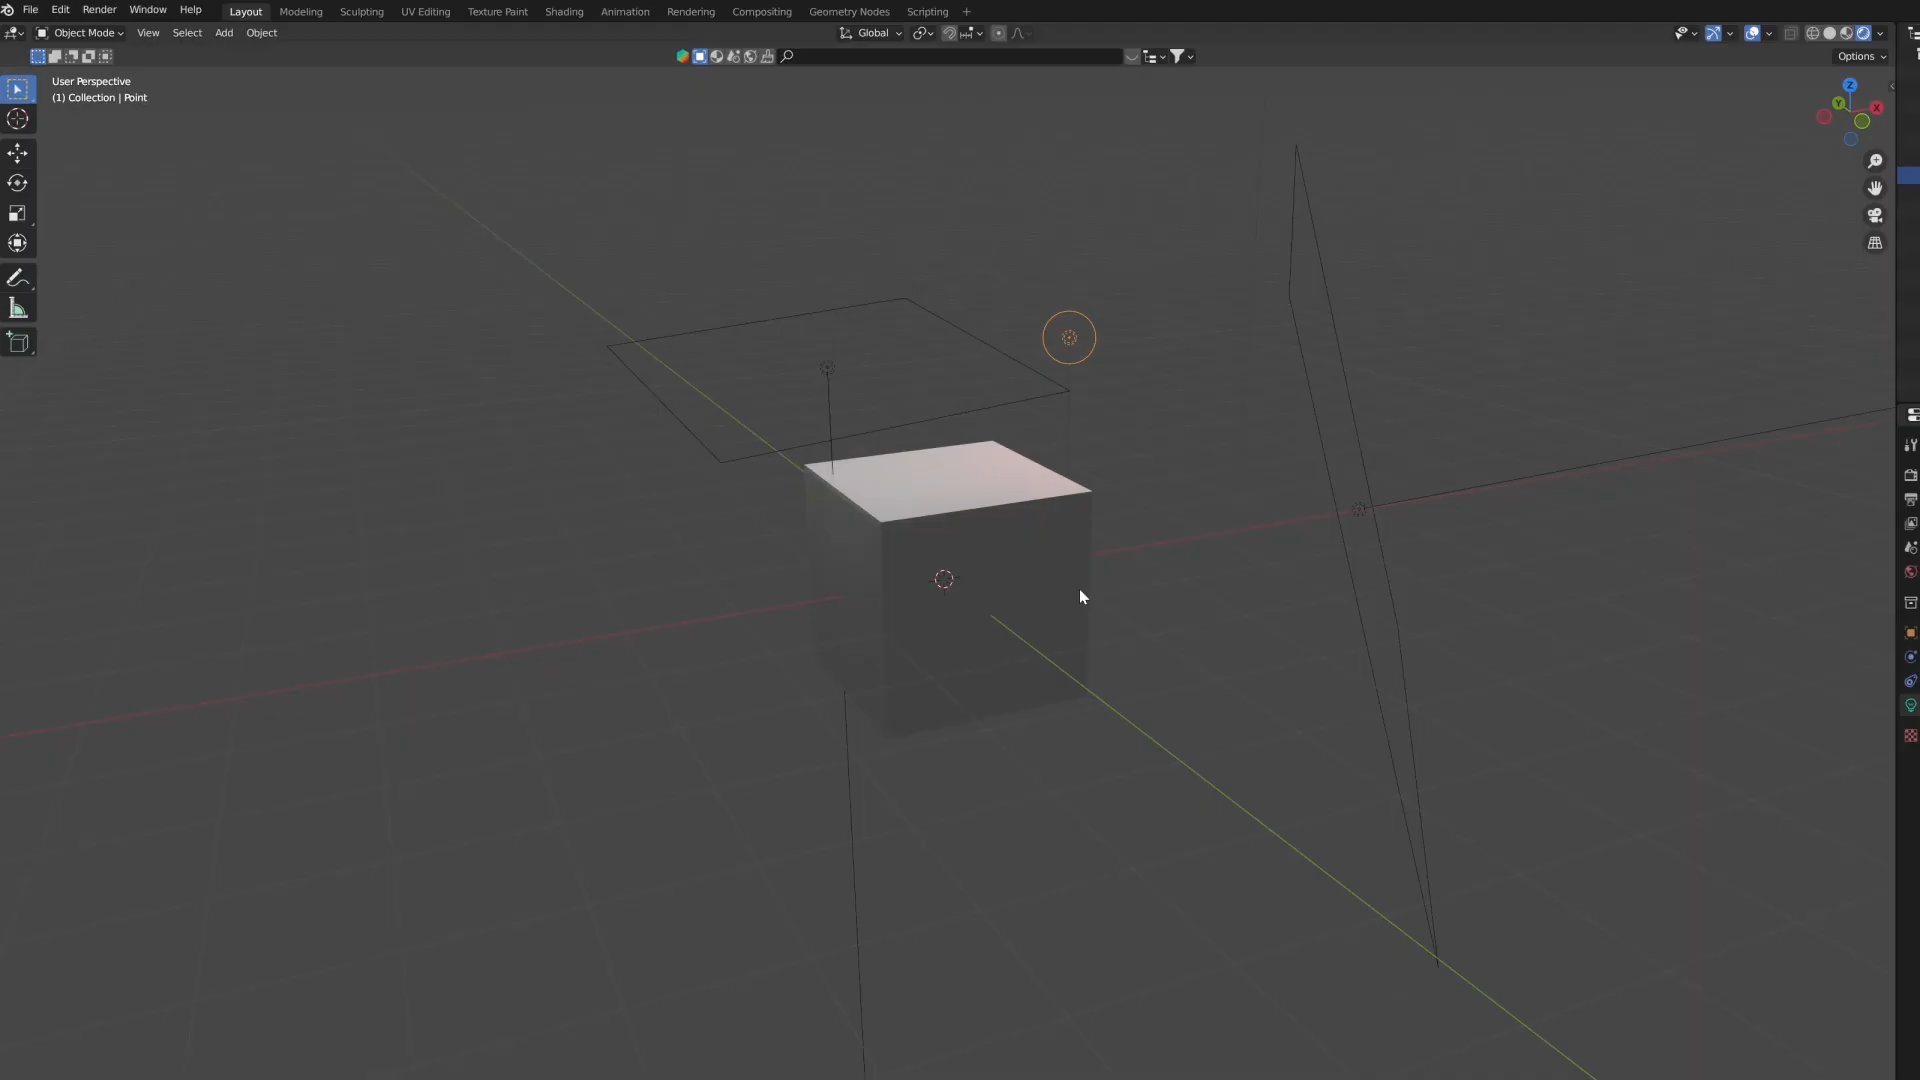 File Edit Render Window Help Layout Modeling Sculpting UV Editing Texture Paint Shading Animation Rendering Compositing Geometry Nodes Scripting +
Object Mode View Select Add Object Global
Options
User Perspective
(1) Collection | Point
Z
Y X